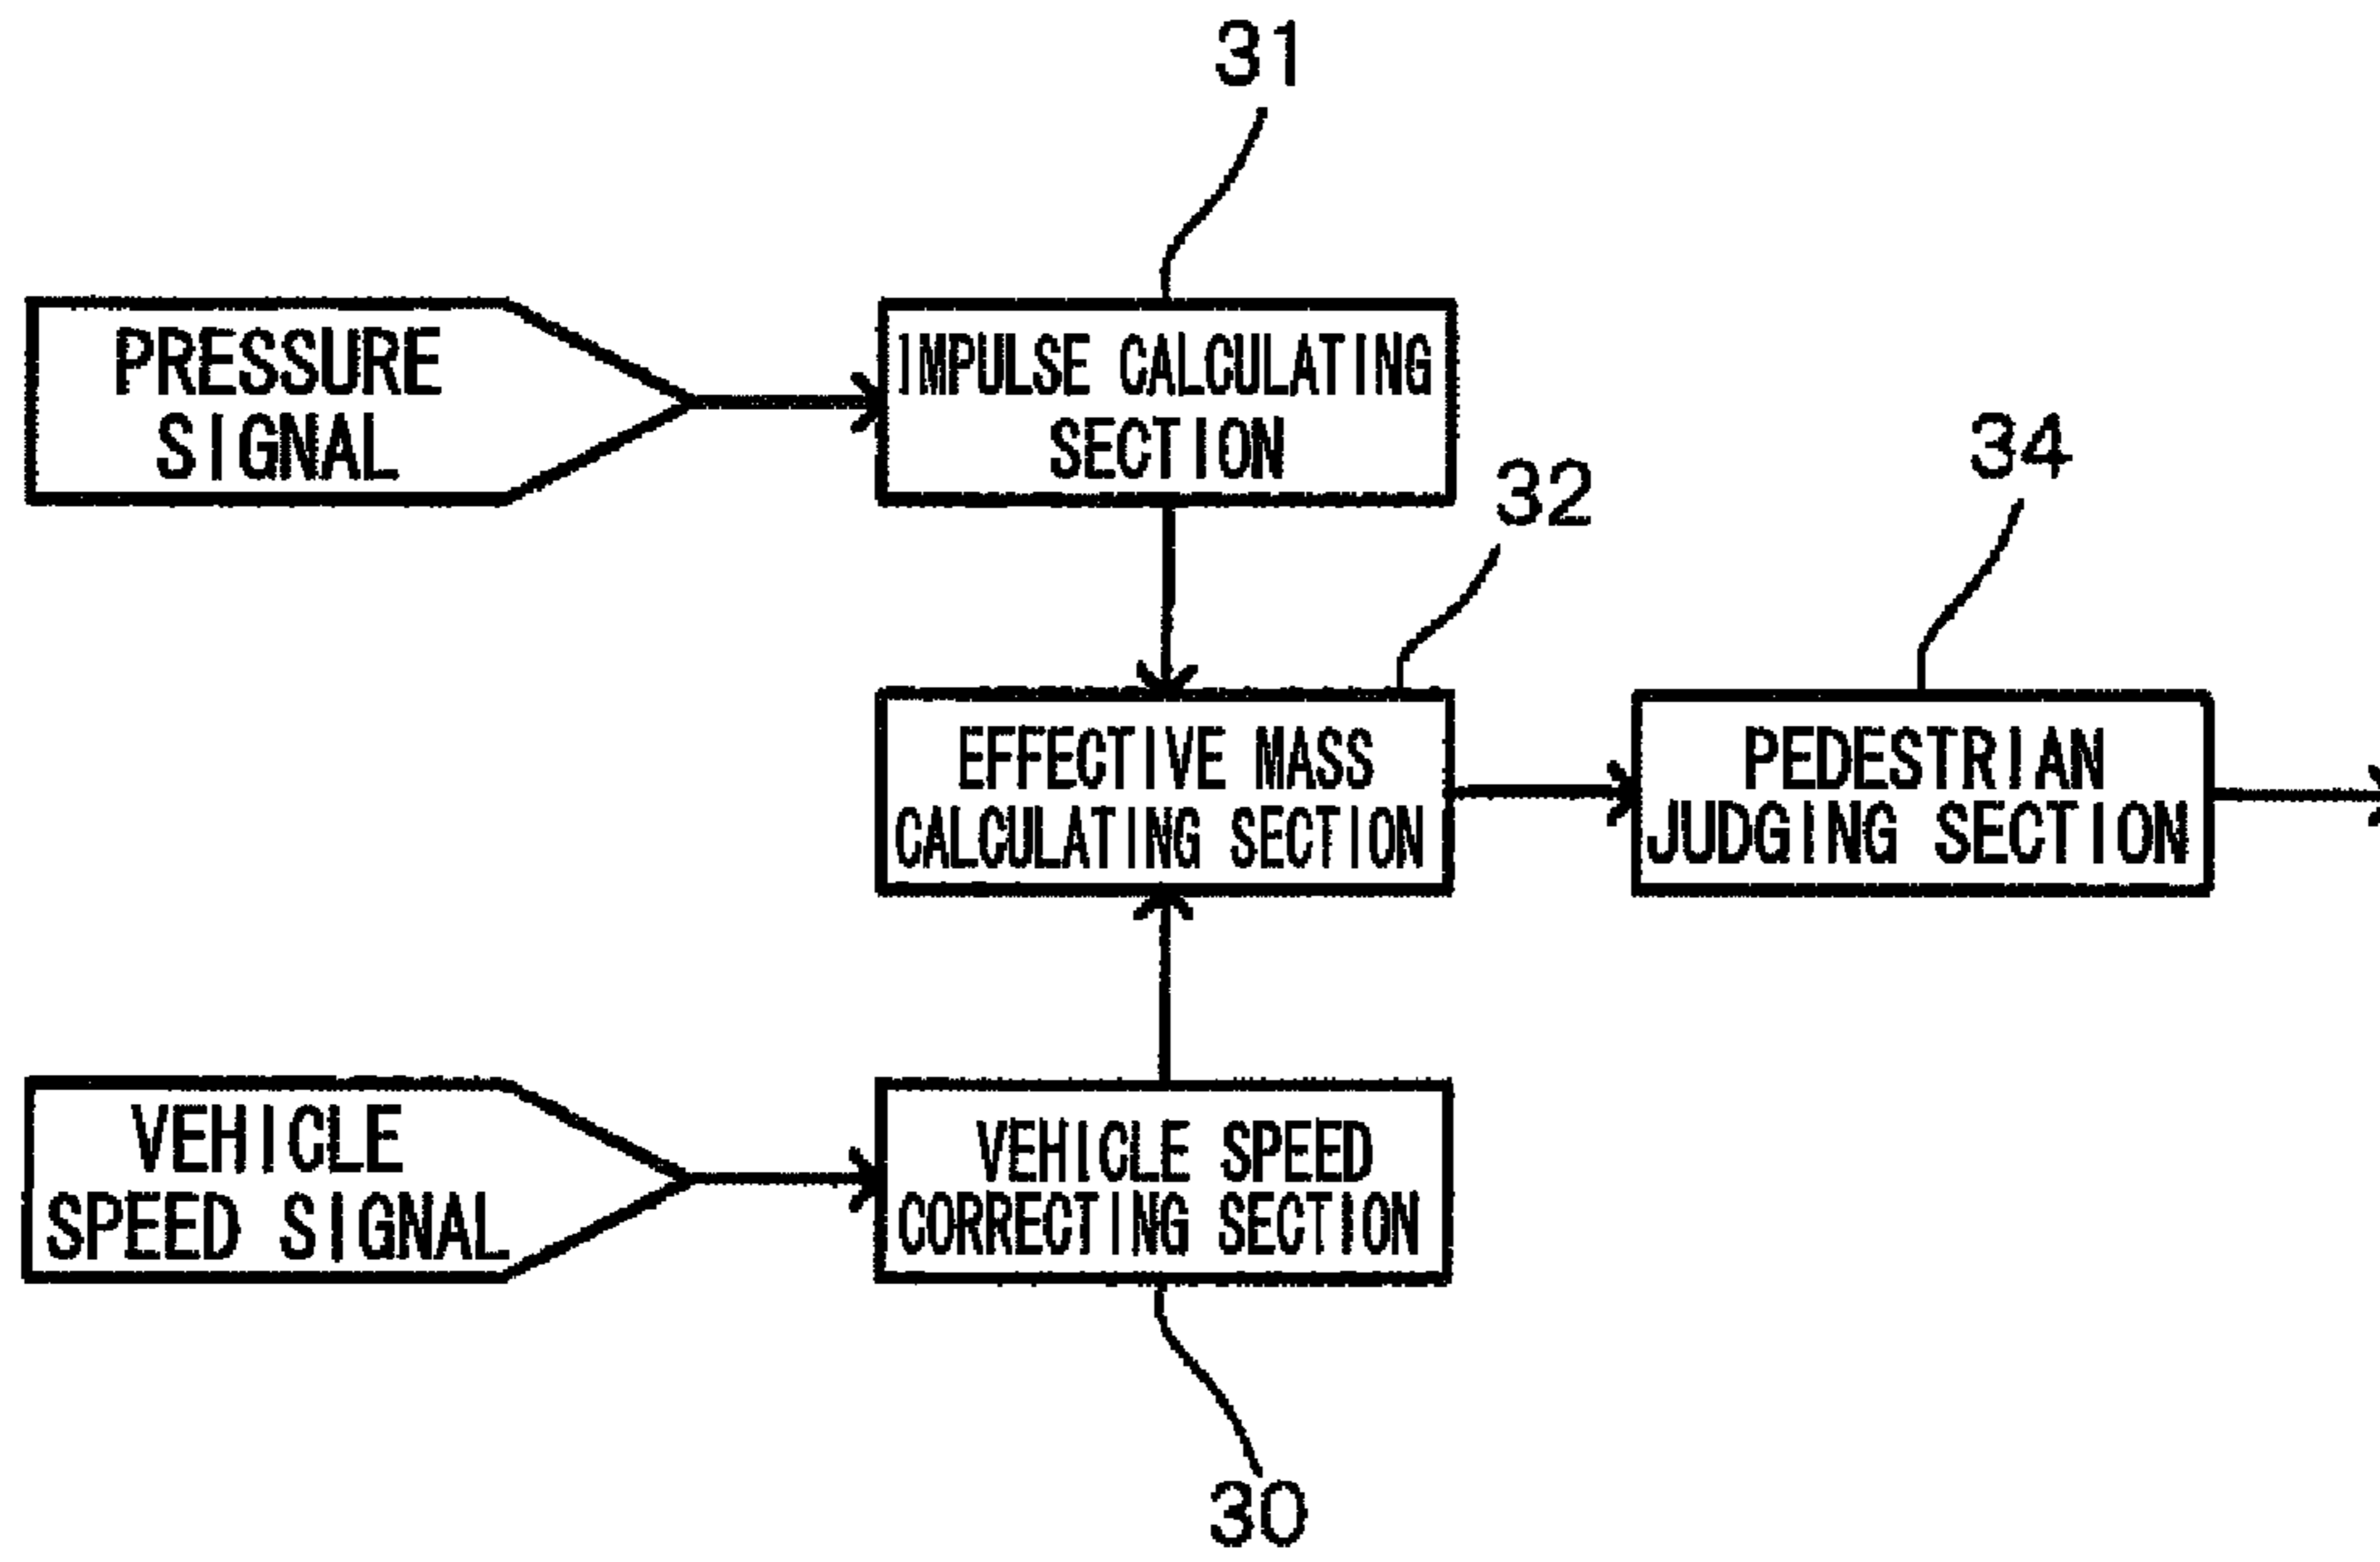 31
PRESSURE
SIGNAL
IMPULSE CALCULATING
SECTION
32
34
EFFECTIVE MASS
CALCULATING SECTION
PEDESTRIAN
JUDGING SECTION
VEHICLE
SPEED SIGNAL
VEHICLE SPEED
CORRECTING SECTION
30